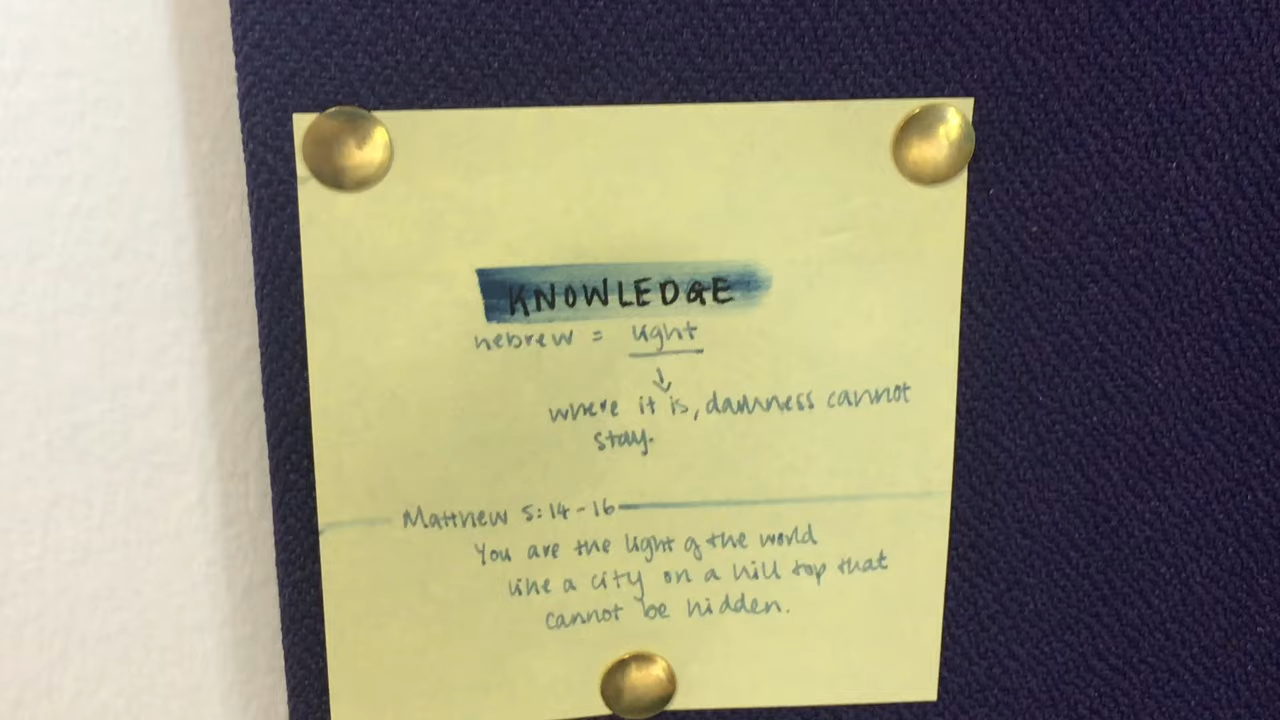 KNOWLEDGE
hebrew = light
↓
where it is, darkness cannot
stay.
Matthew 5:14-16
You are the light of the world
like a city on a hill top that
cannot be hidden.